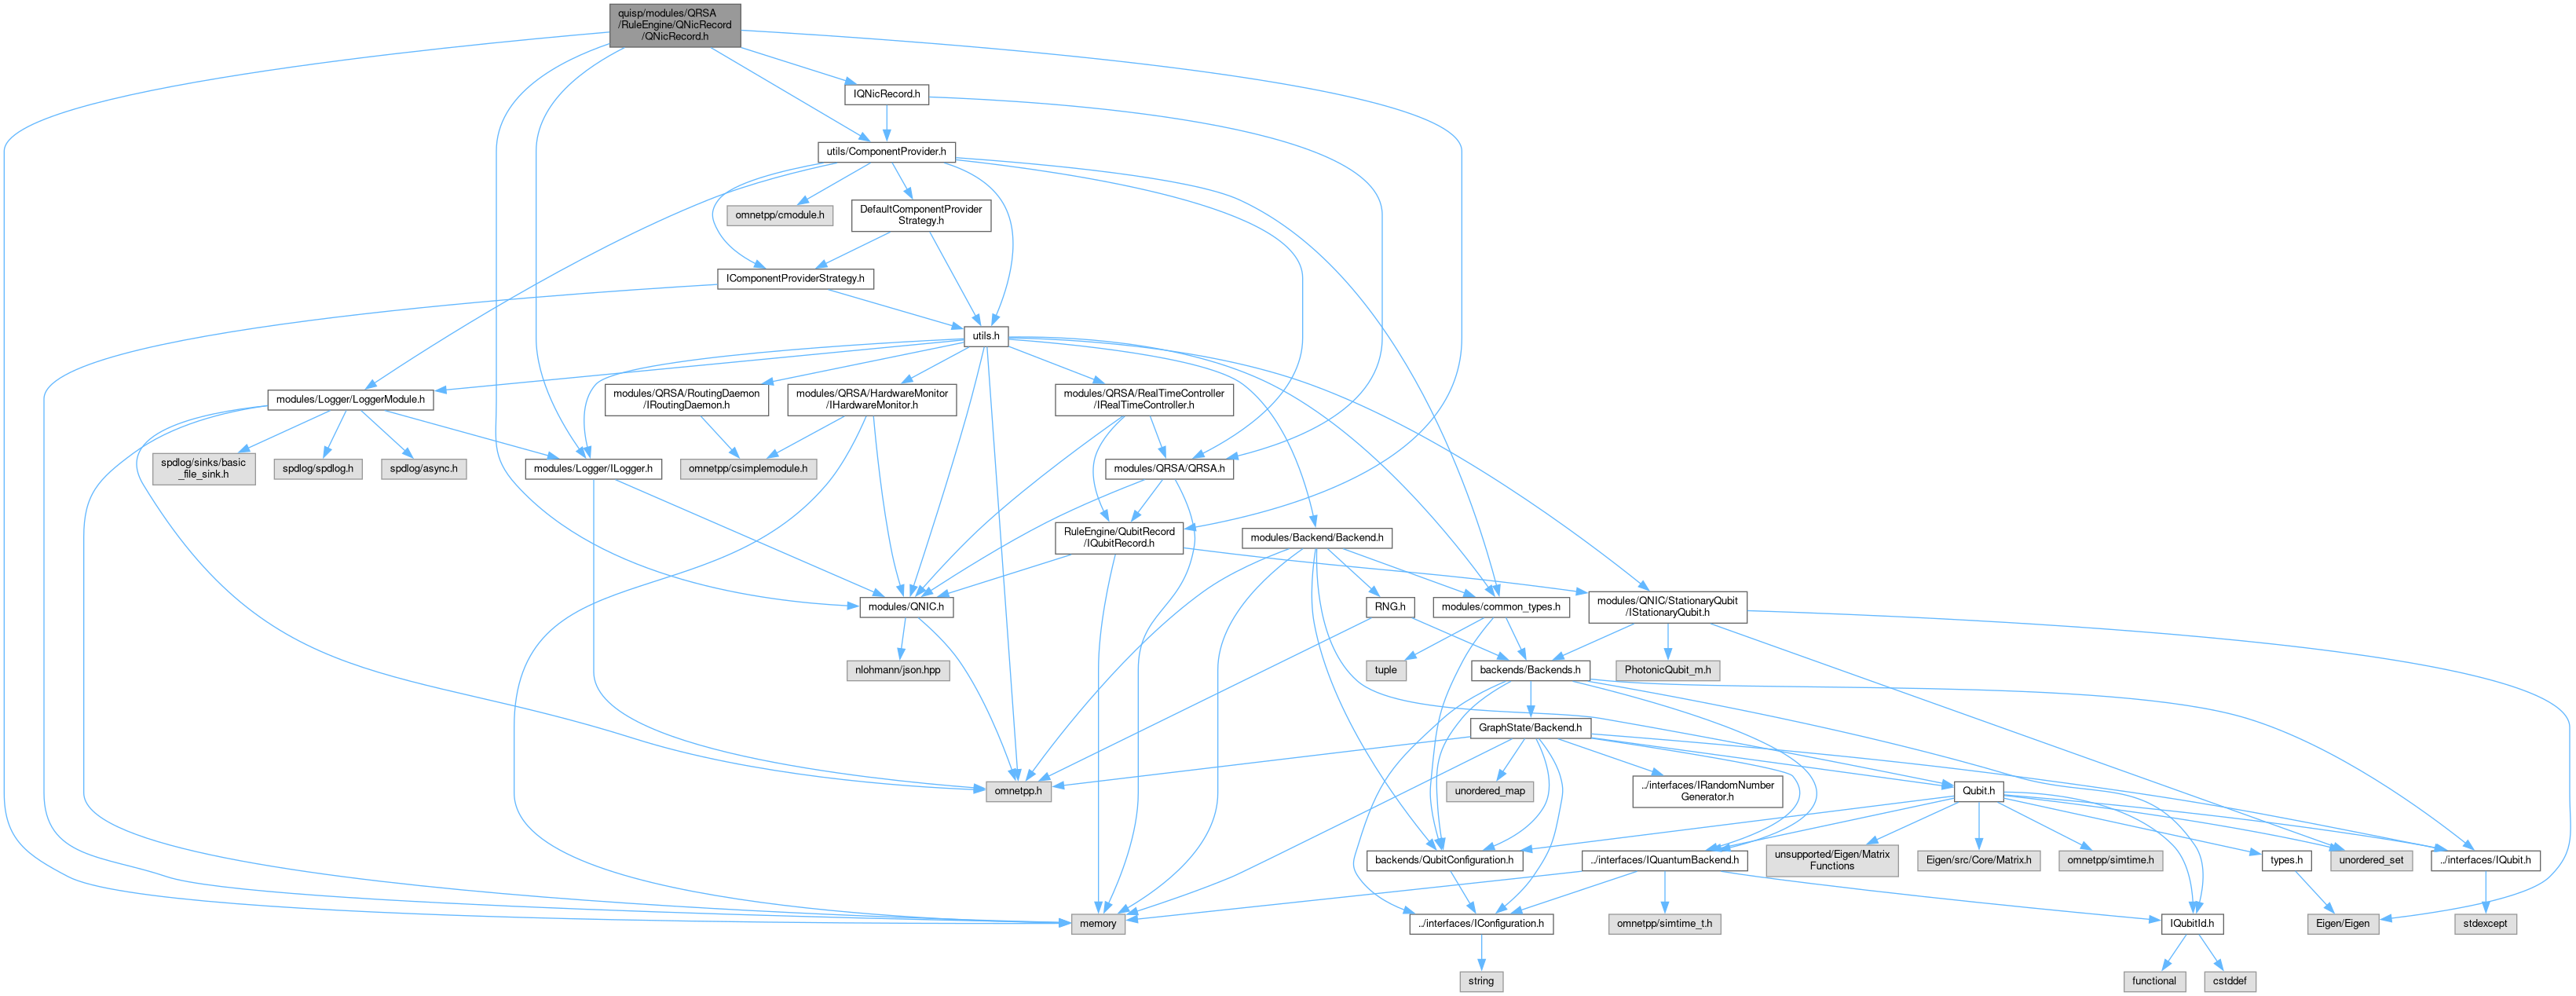 quisp/modules/QRSA
/RuleEngine/QNicRecord
/QNicRecord.h
IQNicRecord.h
utils/ComponentProvider.h
omnetpp/cmodule.h
DefaultComponentProvider
Strategy.h
IComponentProviderStrategy.h
utils.h
modules/Logger/LoggerModule.h
modules/QRSA/RoutingDaemon
/IRoutingDaemon.h
modules/QRSA/HardwareMonitor
/IHardwareMonitor.h
modules/QRSA/RealTimeController
/IRealTimeController.h
spdlog/sinks/basic
_file_sink.h
spdlog/spdlog.h
spdlog/async.h
modules/Logger/ILogger.h
omnetpp/csimplemodule.h
modules/QRSA/QRSA.h
RuleEngine/QubitRecord
/IQubitRecord.h
modules/Backend/Backend.h
modules/QNIC.h
RNG.h
modules/common_types.h
modules/QNIC/StationaryQubit
/IStationaryQubit.h
nlohmann/json.hpp
tuple
backends/Backends.h
PhotonicQubit_m.h
GraphState/Backend.h
omnetpp.h
unordered_map
../interfaces/IRandomNumber
Generator.h
Qubit.h
backends/QubitConfiguration.h
../interfaces/IQuantumBackend.h
unsupported/Eigen/Matrix
Functions
Eigen/src/Core/Matrix.h
omnetpp/simtime.h
types.h
unordered_set
../interfaces/IQubit.h
memory
../interfaces/IConfiguration.h
omnetpp/simtime_t.h
IQubitId.h
Eigen/Eigen
stdexcept
string
functional
cstddef